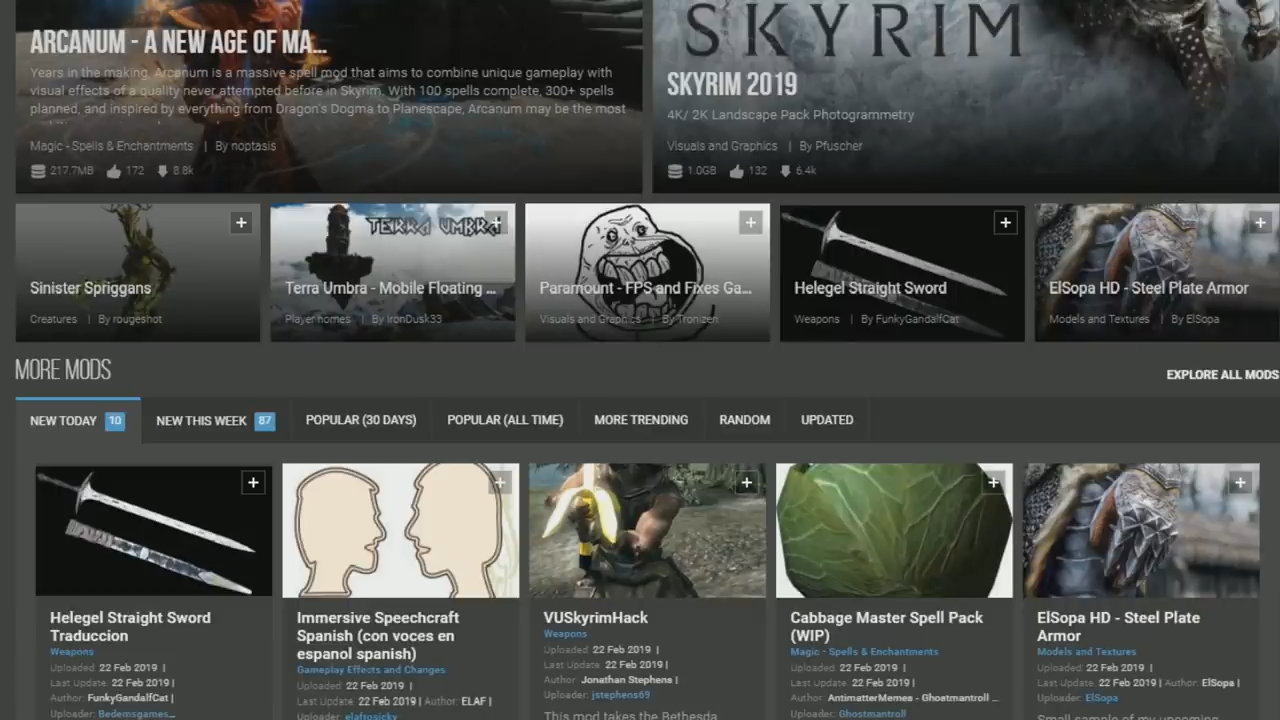 ARCANUM - A NEW AGE OF MA...
Years in the making, Arcanum is a massive spell mod that aims to combine unique gameplay with
visual effects of a quality never attempted before in Skyrim. With 100 spells complete, 300+ spells
planned, and inspired by everything from Dragon's Dogma to Planescape, Arcanum may be the most
Magic - Spells & Enchantments | By noptasis
217.7MB 172 8.8k
SKYRIM
SKYRIM 2019
4K/ 2K Landscape Pack Photogrammetry
Visuals and Graphics | By Pfuscher
1.0GB 132 6.4k
Sinister Spriggans
Creatures | By rougeshot
TERRA UMBRA
Terra Umbra - Mobile Floating ...
Player homes | By IronDusk33
Paramount - FPS and Fixes Ga...
Visuals and Graphics | By Tronizen
Helegel Straight Sword
Weapons | By FunkyGandalfCat
ElSopa HD - Steel Plate Armor
Models and Textures | By ElSopa
MORE MODS
EXPLORE ALL MODS
NEW TODAY 10 NEW THIS WEEK 87 POPULAR (30 DAYS) POPULAR (ALL TIME) MORE TRENDING RANDOM UPDATED
Helegel Straight Sword
Traduccion
Weapons
Uploaded: 22 Feb 2019 |
Last Update: 22 Feb 2019 |
Author: FunkyGandalfCat |
Uploader: Bedemsgames_
Immersive Speechcraft
Spanish (con voces en
espanol spanish)
Gameplay Effects and Changes
Uploaded: 22 Feb 2019 |
Last Update: 22 Feb 2019 | Author: ELAF |
Uploader: elafrosicky
VUSkyrimHack
Weapons
Uploaded: 22 Feb 2019 |
Last Update: 22 Feb 2019 |
Author: Jonathan Stephens |
Uploader: jstephens69
This mod takes the Bethesda
Cabbage Master Spell Pack
(WIP)
Magic - Spells & Enchantments
Uploaded: 22 Feb 2019 |
Last Update: 22 Feb 2019 |
Author: AntimatterMemes - Ghostmantroll ...
Uploader: Ghostmantroll
ElSopa HD - Steel Plate
Armor
Models and Textures
Uploaded: 22 Feb 2019 |
Last Update: 22 Feb 2019 | Author: ElSopa |
Uploader: ElSopa
Small sample of my upcoming